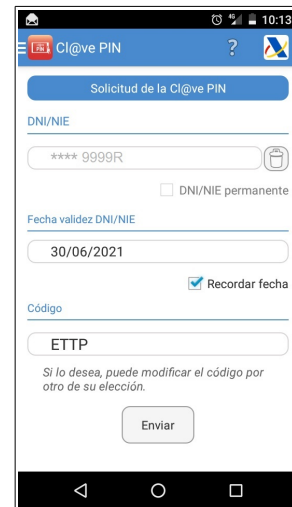 4G 10:13
PIN Cl@ve PIN ?
Solicitud de la Cl@ve PIN
DNI/NIE
**** 9999R
DNI/NIE permanente
Fecha validez DNI/NIE
30/06/2021
Recordar fecha
Código
ETTP
Si lo desea, puede modificar el código por
otro de su elección.
Enviar